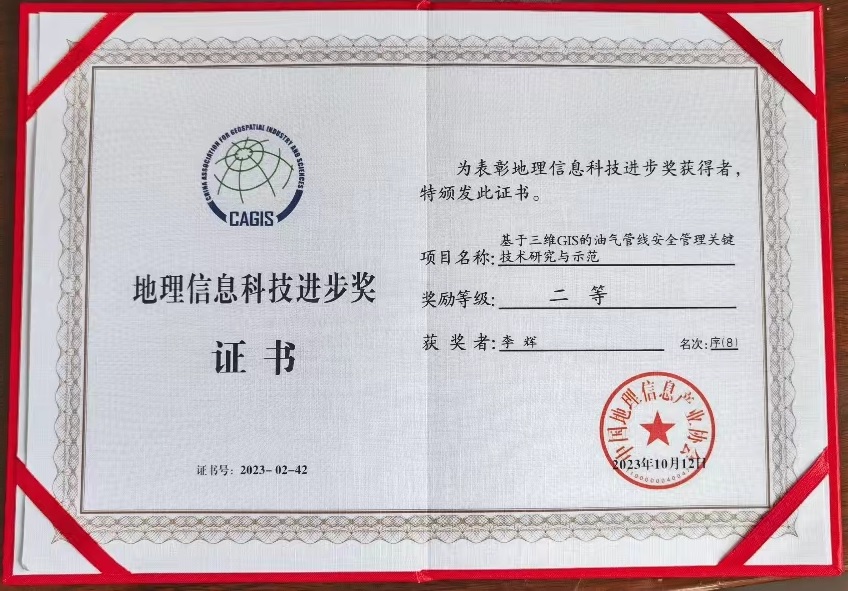 CHINA ASSOCIATION FOR GEOSPATIAL INDUSTRY AND SCIENCES
CAGIS
地理信息科技进步奖
证书
证书号：2023-02-42
为表彰地理信息科技进步奖获得者，
特颁发此证书。
项目名称：基于三维GIS的油气管线安全管理关键
技术研究与示范
奖励等级：二 等
获 奖 者：李 辉 名次：序(8)
中国地理信息产业协会
2023年10月12日